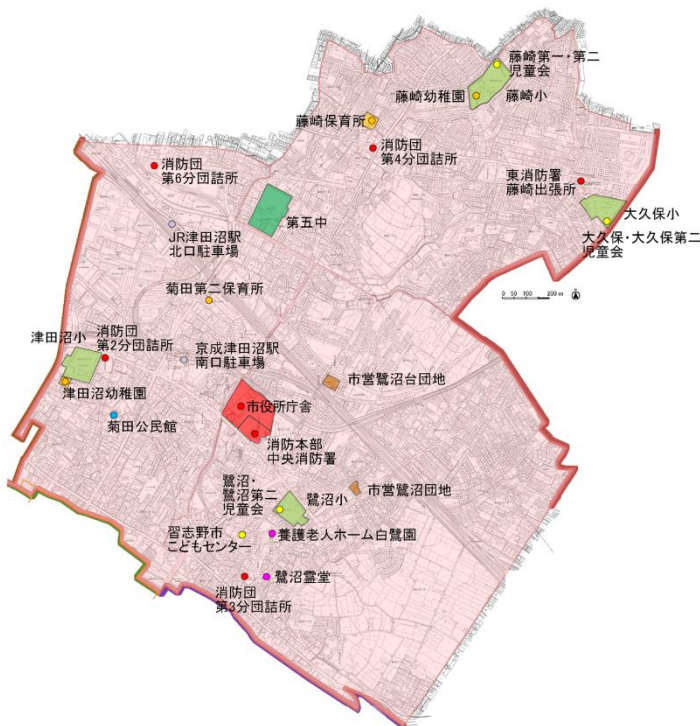 藤崎第一・第二
児童会
藤崎幼稚園
藤崎小
藤崎保育所
消防団
第4分団詰所
消防団
第6分団詰所
東消防署
藤崎出張所
第五中
大久保小
JR津田沼駅
北口駐車場
大久保・大久保第二
児童会
菊田第二保育所
0 50 100 200 m
津田沼小
消防団
第2分団詰所
京成津田沼駅
南口駐車場
市営鷺沼台団地
津田沼幼稚園
市役所庁舎
菊田公民館
消防本部
中央消防署
鷺沼・
鷺沼第二
児童会
鷺沼小
市営鷺沼団地
習志野市
こどもセンター
養護老人ホーム白鷺園
鷺沼霊堂
消防団
第3分団詰所